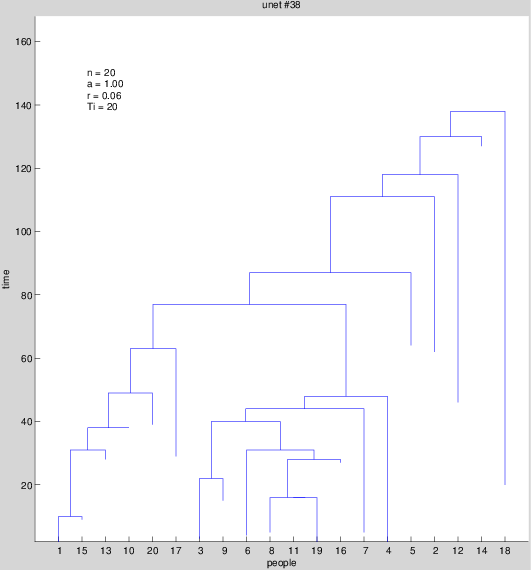 unet #38
160
n = 20
a = 1.00
r = 0.06
Ti = 20
140
120
100
80
60
40
20
time
1 15 13 10 20 17 3 9 6 8 11 19 16 7 4 5 2 12 14 18
people